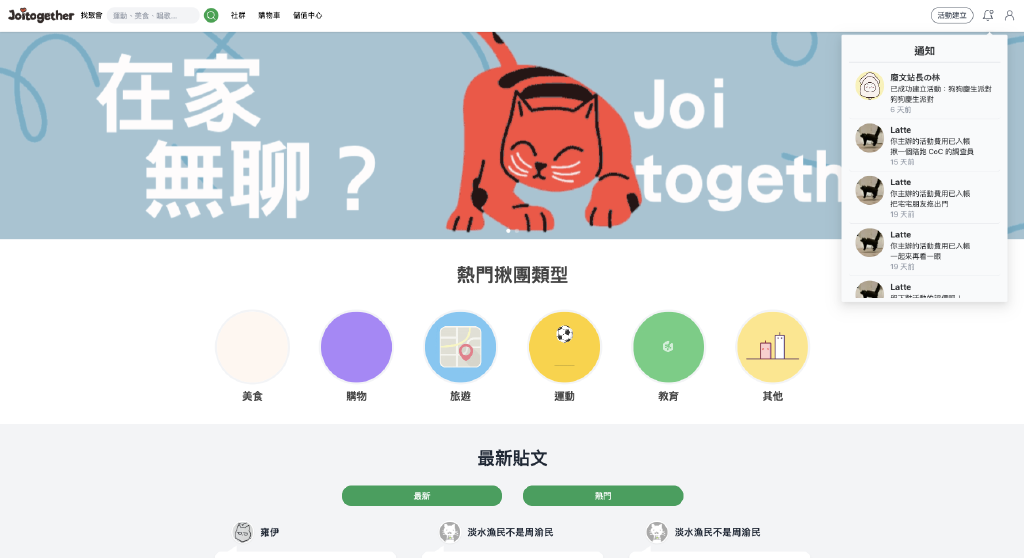 Joitogether 找聚會 運動、美食、唱歌... 社群 購物車 儲值中心 活動建立
在家
無聊？
Joi
togeth
通知
魔文站長の林
已成功建立活動：狗狗慶生派對
狗狗慶生派對
6 天前
Latte
你主辦的活動費用已入帳
揪一個陪跑 CoC 的調查員
15 天前
Latte
你主辦的活動費用已入帳
把宅宅朋友拖出門
19 天前
Latte
你主辦的活動費用已入帳
一起來再看一眼
19 天前
Latte
熱門揪團類型
美食 購物 旅遊 運動 教育 其他
最新貼文
最新 熱門
雍伊 淡水漁民不是周渝民 淡水漁民不是周渝民